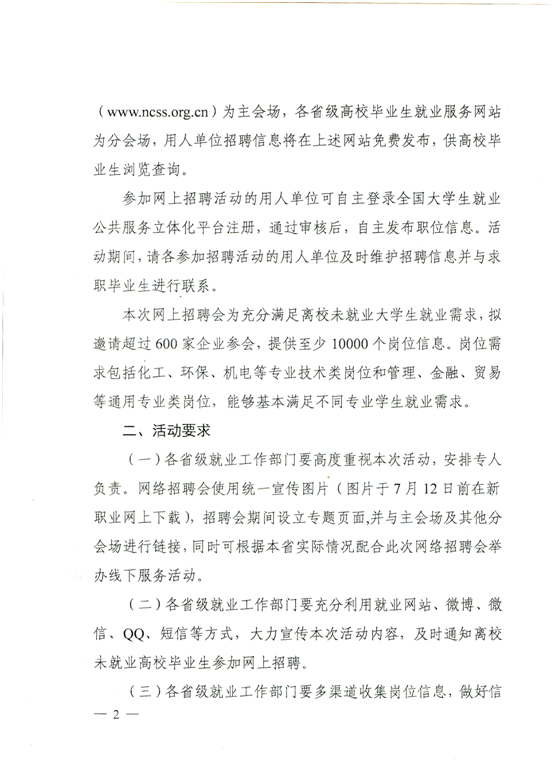 （www.ncss.org.cn）为主会场，各省级高校毕业生就业服务网站
为分会场，用人单位招聘信息将在上述网站免费发布，供高校毕
业生浏览查询。
参加网上招聘活动的用人单位可自主登录全国大学生就业
公共服务立体化平台注册，通过审核后，自主发布职位信息。活
动期间，请各参加招聘活动的用人单位及时维护招聘信息并与求
职毕业生进行联系。
本次网上招聘会为充分满足离校未就业大学生就业需求，拟
邀请超过 600 家企业参会，提供至少 10000 个岗位信息。岗位需
求包括化工、环保、机电等专业技术类岗位和管理、金融、贸易
等通用专业类岗位，能够基本满足不同专业学生就业需求。
二、活动要求
（一）各省级就业工作部门要高度重视本次活动，安排专人
负责。网络招聘会使用统一宣传图片（图片于 7 月 12 日前在新
职业网上下载），招聘会期间设立专题页面，并与主会场及其他分
会场进行链接，同时可根据本省实际情况配合此次网络招聘会举
办线下服务活动。
（二）各省级就业工作部门要充分利用就业网站、微博、微
信、QQ、短信等方式，大力宣传本次活动内容，及时通知离校
未就业高校毕业生参加网上招聘。
（三）各省级就业工作部门要多渠道收集岗位信息，做好信
— 2 —